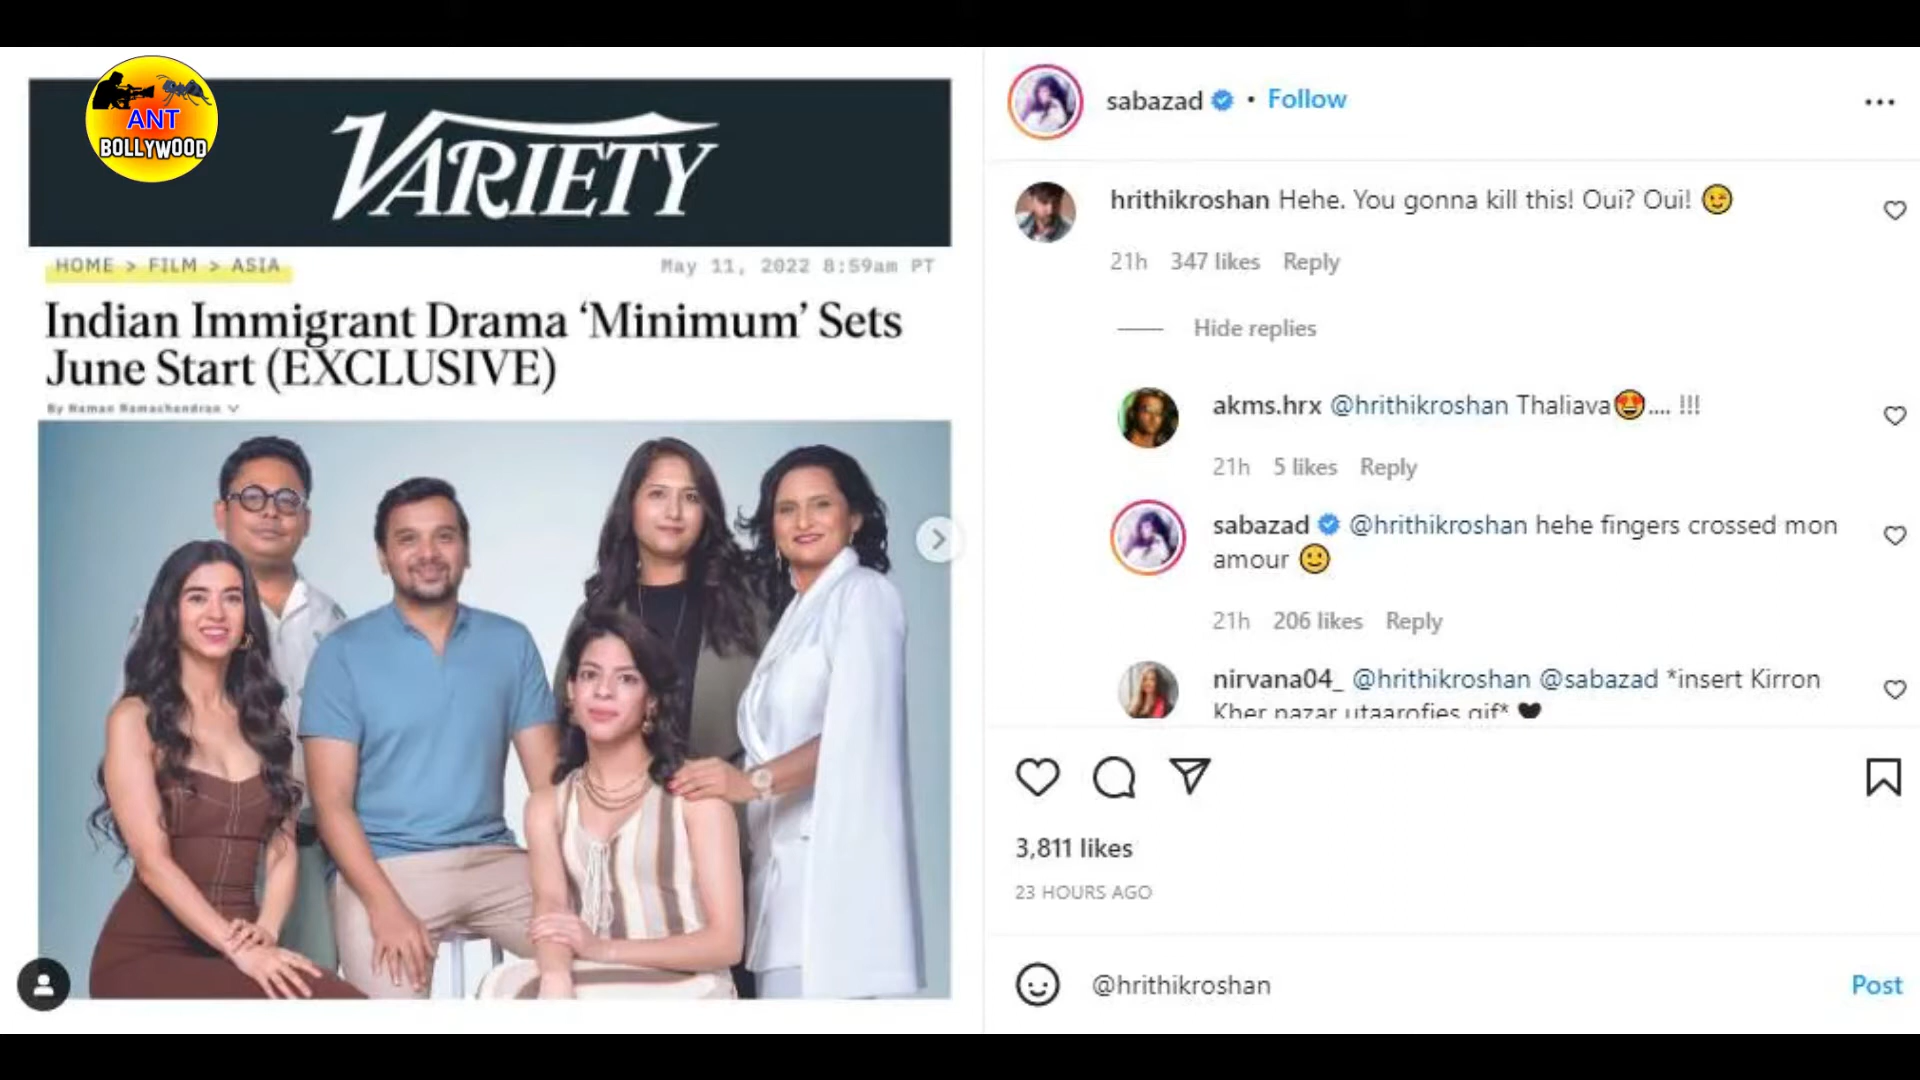 ANT
BOLLYWOOD
VARIETY
HOME > FILM > ASIA
May 11, 2022 8:59am PT
Indian Immigrant Drama ‘Minimum’ Sets
June Start (EXCLUSIVE)
By Naman Ramachandran
sabazad • Follow
hrithikroshan Hehe. You gonna kill this! Oui? Oui! 😉
21h 347 likes Reply
Hide replies
akms.hrx @hrithikroshan Thaliava😍.... !!!
21h 5 likes Reply
sabazad @hrithikroshan hehe fingers crossed mon
amour 🙂
21h 206 likes Reply
nirvana04_ @hrithikroshan @sabazad *insert Kirron
Kher nazar utaarofies gif* 🖤
3,811 likes
23 HOURS AGO
@hrithikroshan
Post